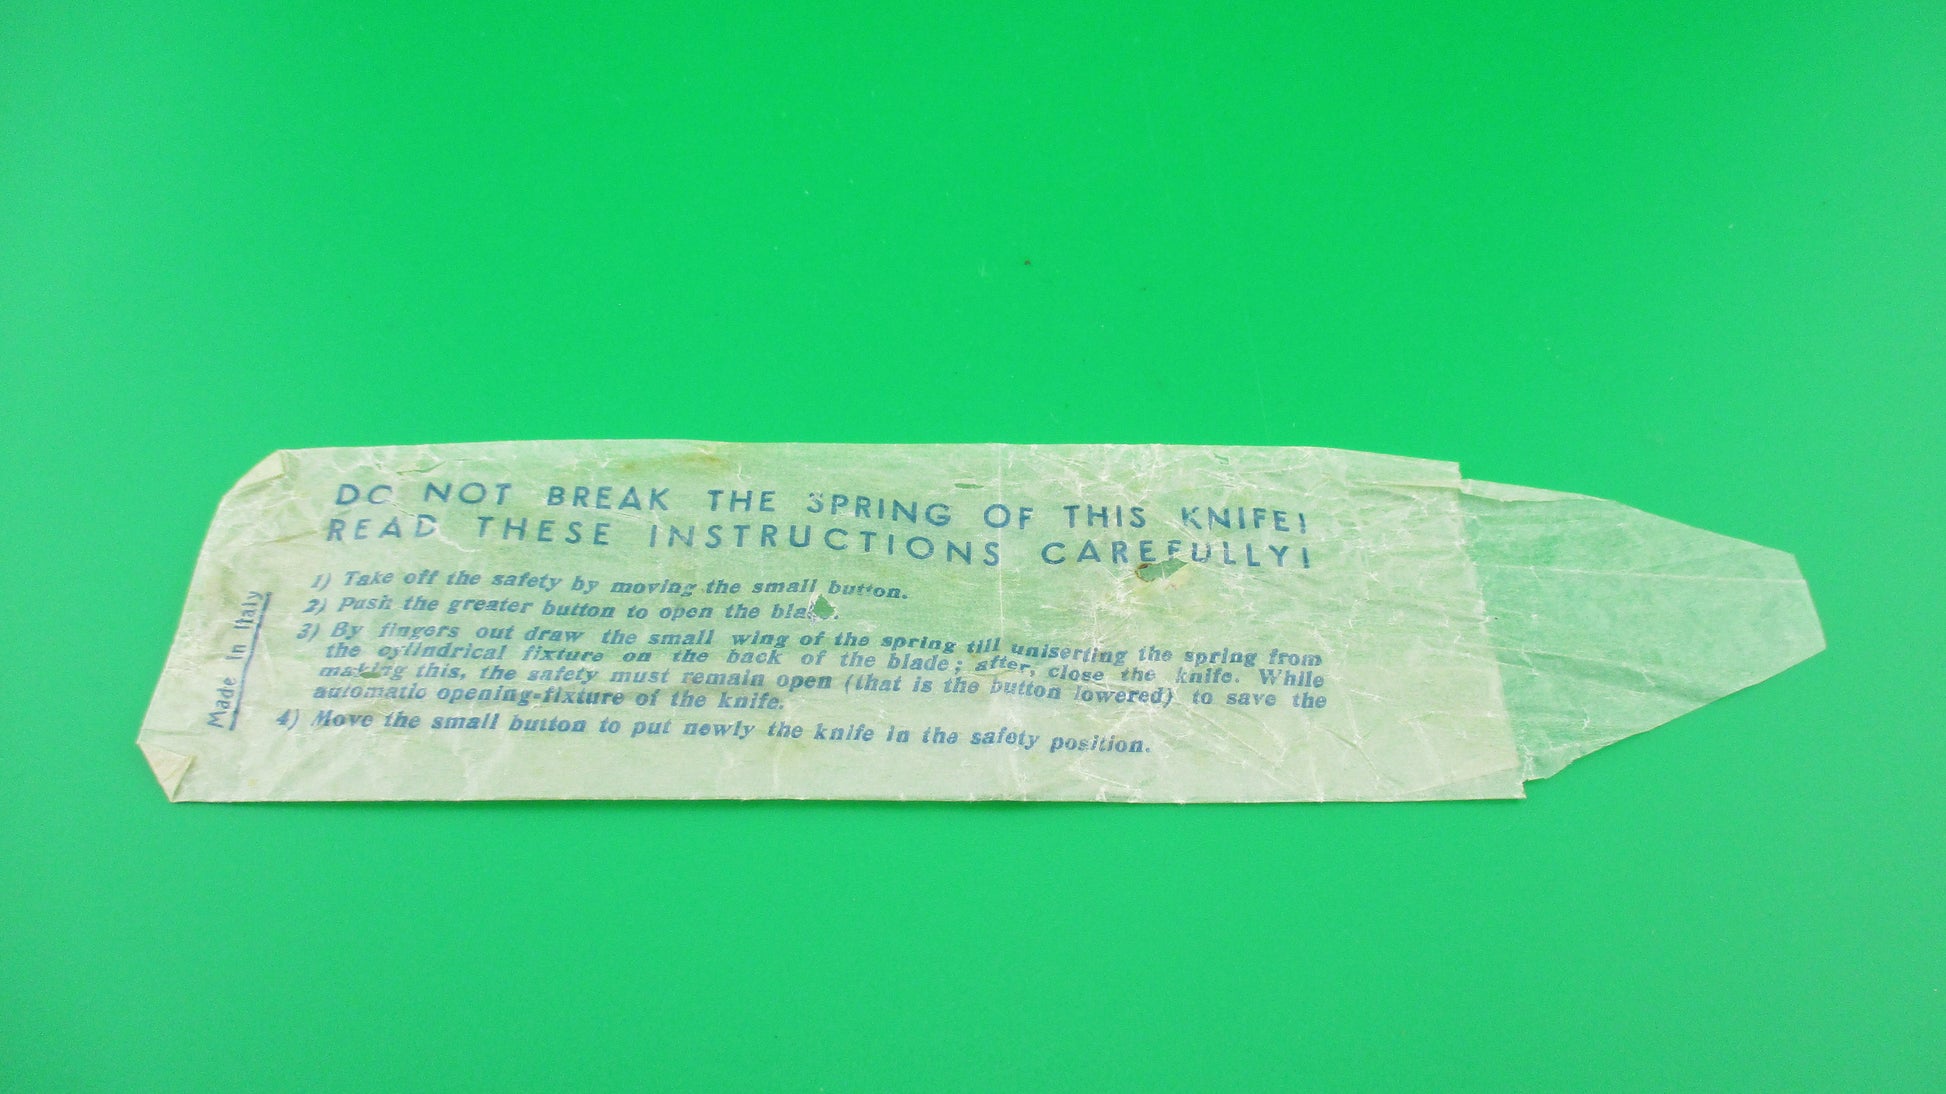 DO NOT BREAK THE SPRING OF THIS KNIFE!
READ THESE INSTRUCTIONS CAREFULLY!
1) Take off the safety by moving the small button.
2) Push the greater button to open the
3) By fingers out draw the small wing of the spring till uniserting the spring from
the cylindrical fixture on the back of the blade; after, close the knife. While
making this, the safety must remain open (that is the button lowered) to save the
automatic opening-fixture of the knife.
4) Move the small button to put newly the knife in the safety position.
Made in Italy